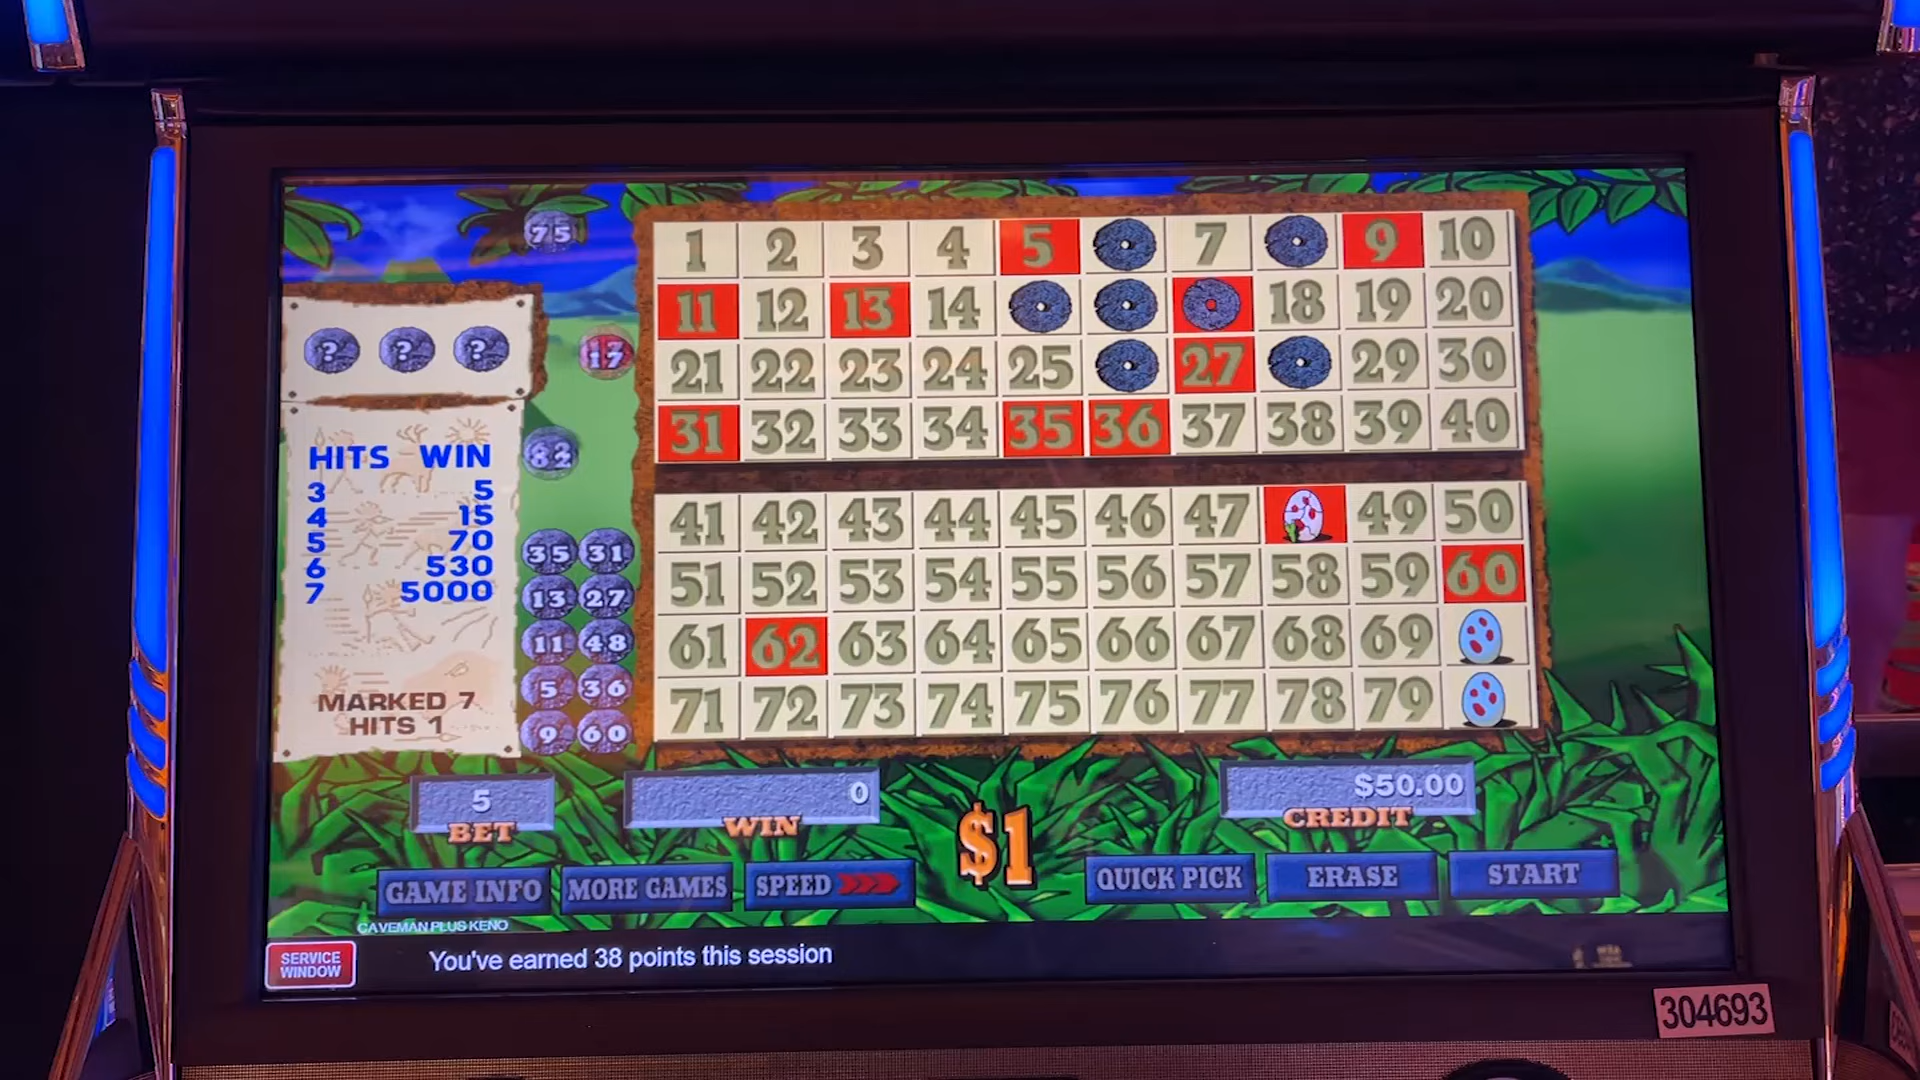 75
1 2 3 4 5 7 9 10
11 12 13 14 18 19 20
? ? ?
17
21 22 23 24 25 27 29 30
31 32 33 34 35 36 37 38 39 40
HITS WIN
82
3 5
4 15
5 70
6 530
7 5000
41 42 43 44 45 46 47 49 50
35 31
51 52 53 54 55 56 57 58 59 60
13 27
61 62 63 64 65 66 67 68 69
11 48
71 72 73 74 75 76 77 78 79
5 36
9 60
MARKED 7
HITS 1
5
BET
0
WIN
$1
$50.00
CREDIT
GAME INFO
MORE GAMES
SPEED
QUICK PICK
ERASE
START
CAVEMAN PLUS KENO
SERVICE
WINDOW
You've earned 38 points this session
304693